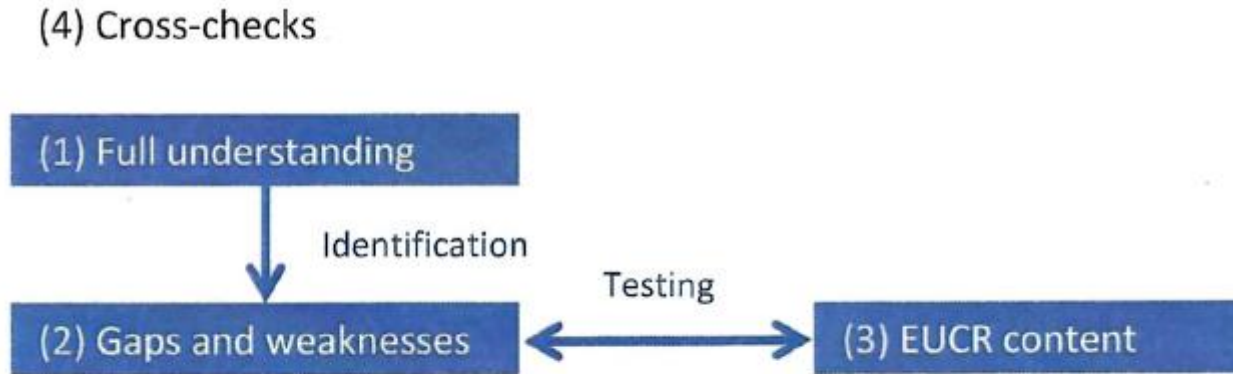 (4) Cross-checks
(1) Full understanding
Identification
Testing
(2) Gaps and weaknesses
(3) EUCR content